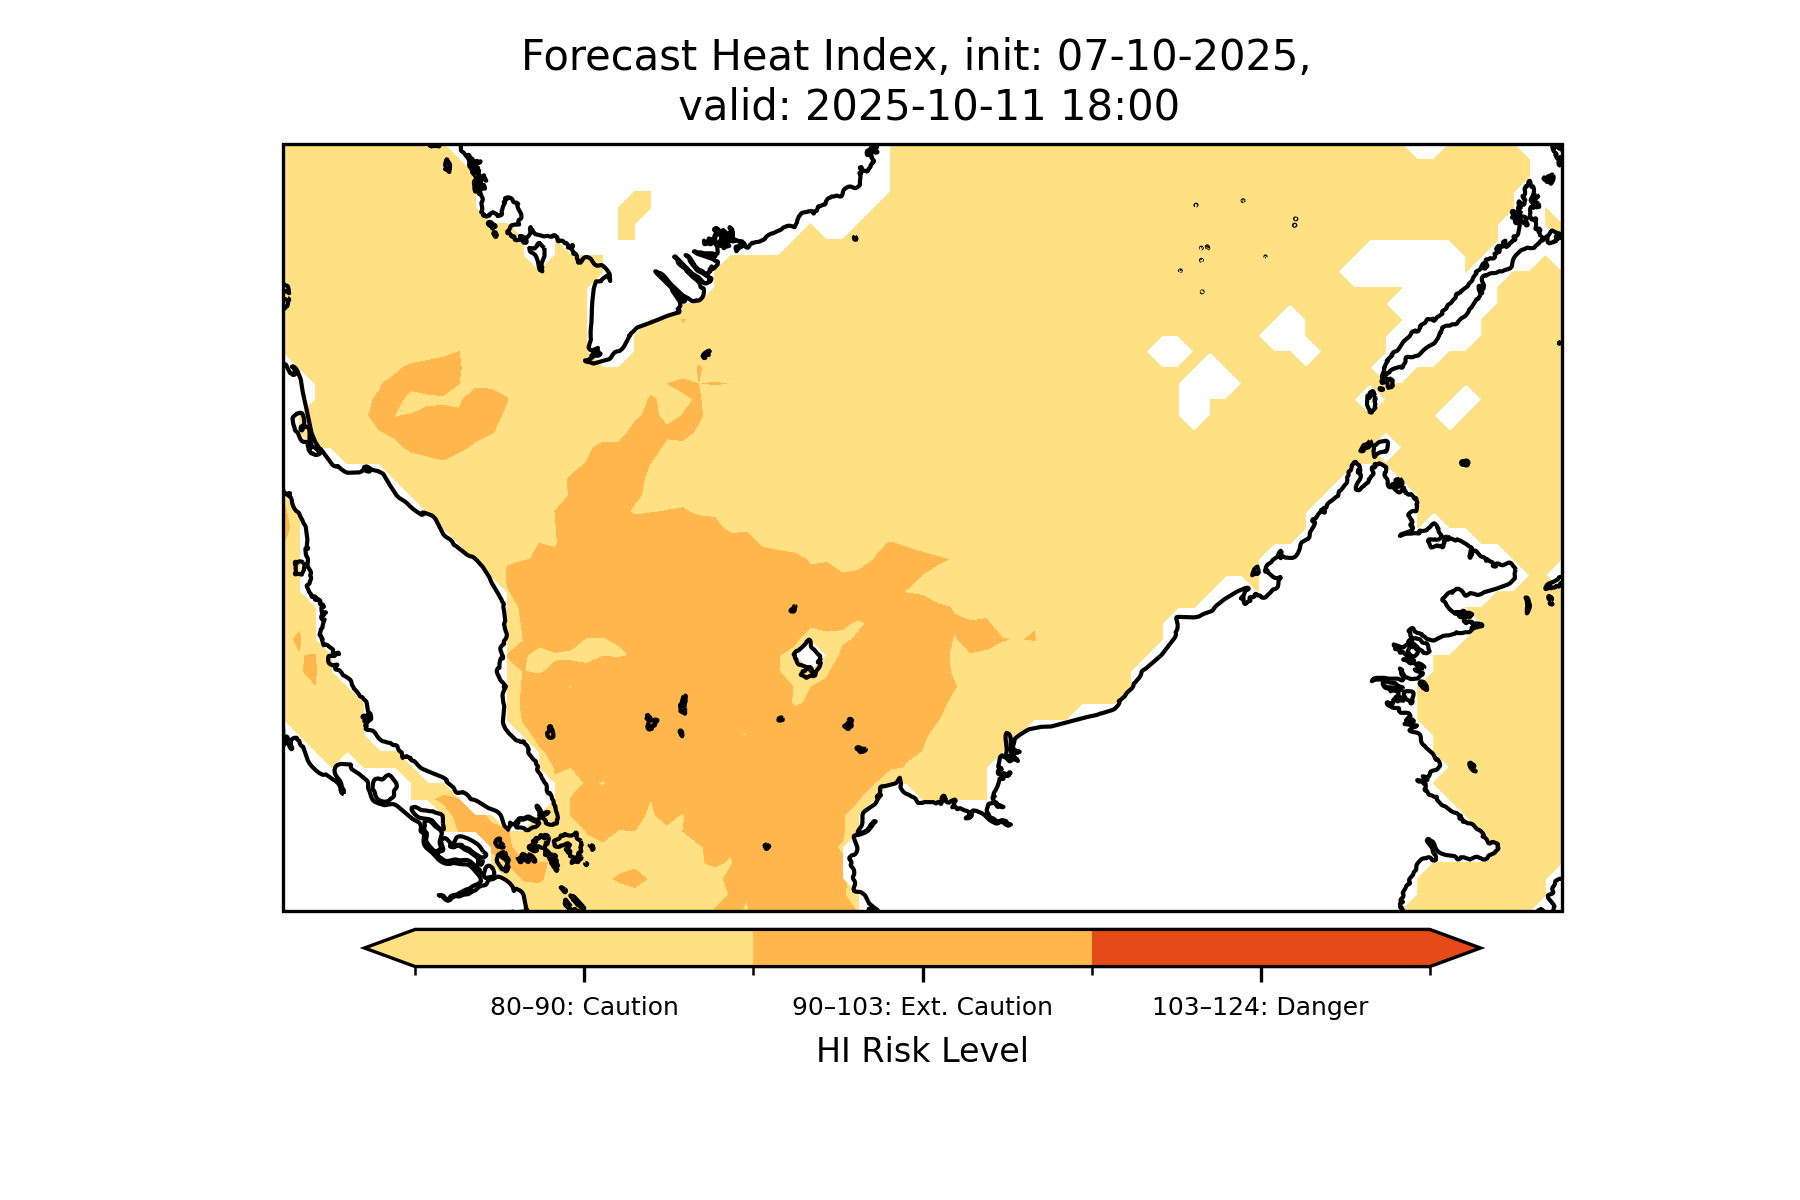 Forecast Heat Index, init: 07-10-2025,
valid: 2025-10-11 18:00
80–90: Caution
90–103: Ext. Caution
103–124: Danger
HI Risk Level